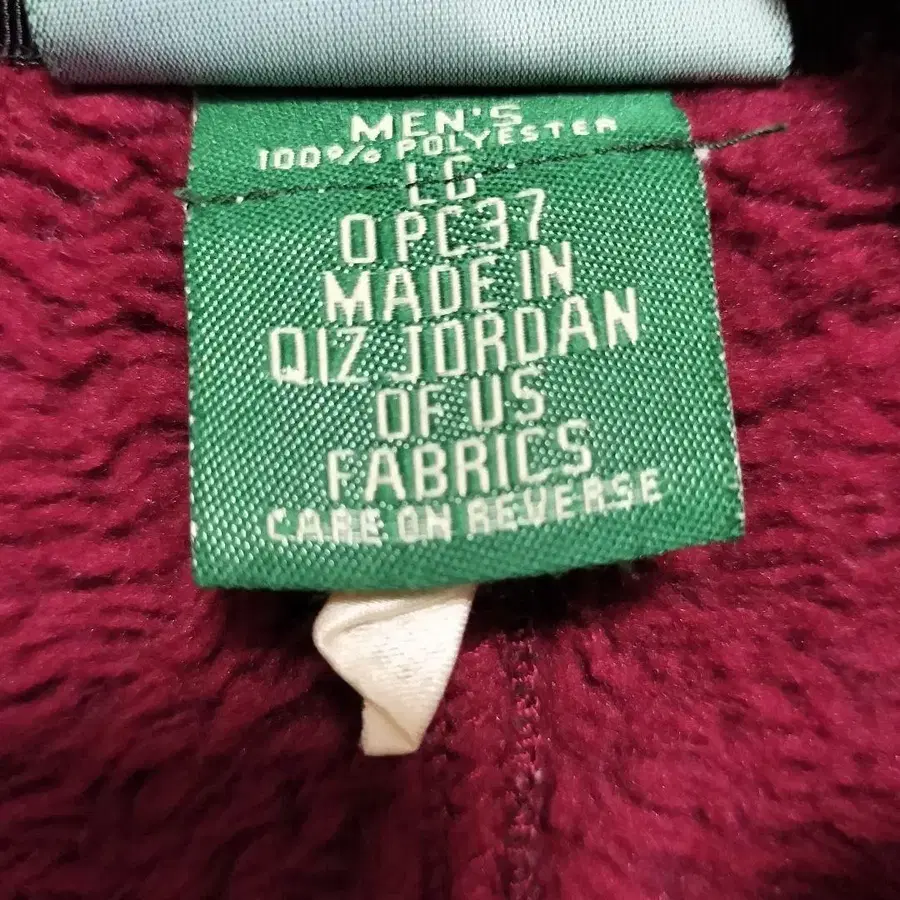 MEN'S
100% POLYESTER
LG
0PC37
MADE IN
QIZ JORDAN
OF US
FABRICS
CARE ON REVERSE